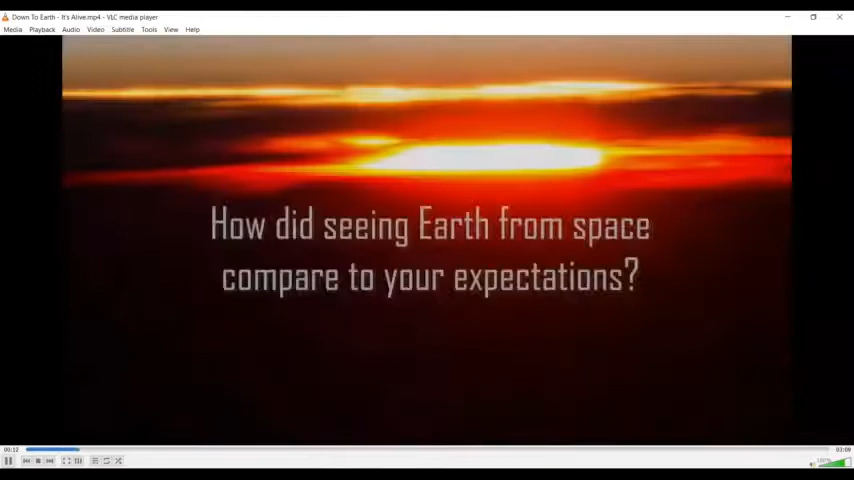 Down To Earth - It's Alive.mp4 - VLC media player
Media Playback Audio Video Subtitle Tools View Help
How did seeing Earth from space
compare to your expectations?
00:12 03:09
100%